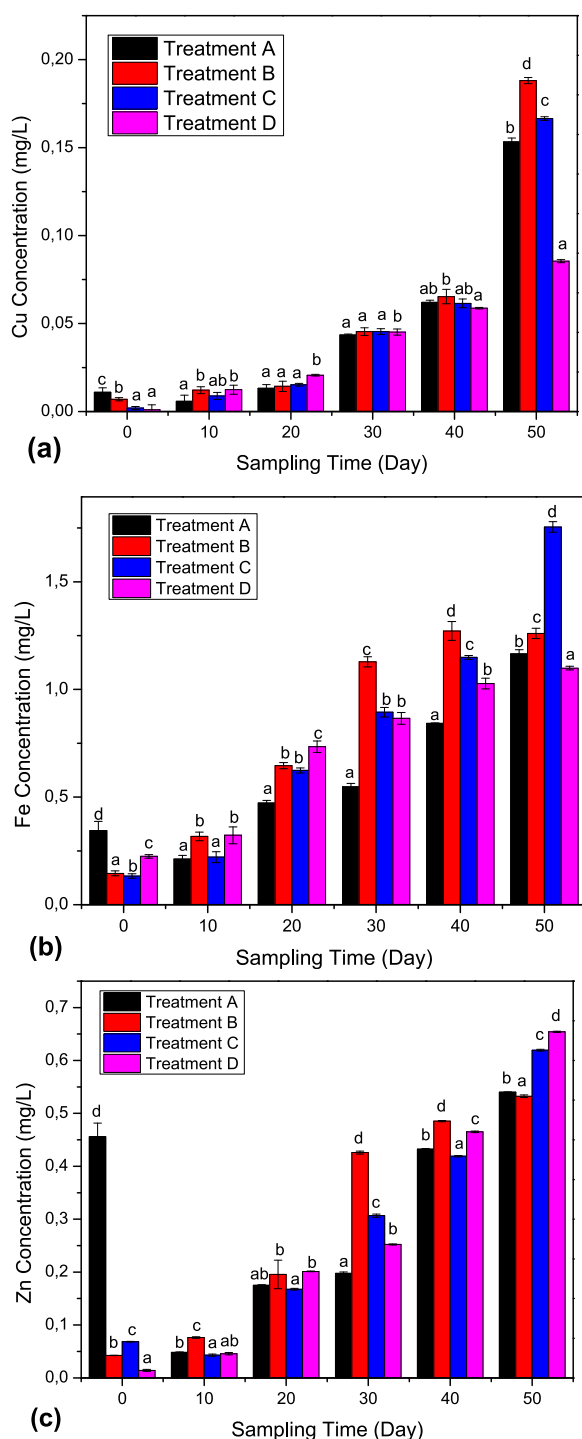 Treatment A
Treatment B
Treatment C
Treatment D
Cu Concentration (mg/L)
0,20
0,15
0,10
0,05
0,00
c b a a
a b ab b
a a a b
a a a b
ab b ab a
b d c a
0 10 20 30 40 50
(a)
Sampling Time (Day)
Treatment A
Treatment B
Treatment C
Treatment D
Fe Concentration (mg/L)
1,5
1,0
0,5
0,0
d a b c
a b a b
a b b c
a c b b
a d c b
b c d a
0 10 20 30 40 50
(b)
Sampling Time (Day)
Treatment A
Treatment B
Treatment C
Treatment D
Zn Concentration (mg/L)
0,7
0,6
0,5
0,4
0,3
0,2
0,1
0,0
d b c a
b c a ab
ab b a b
a d c b
b d a c
b a c d
0 10 20 30 40 50
(c)
Sampling Time (Day)